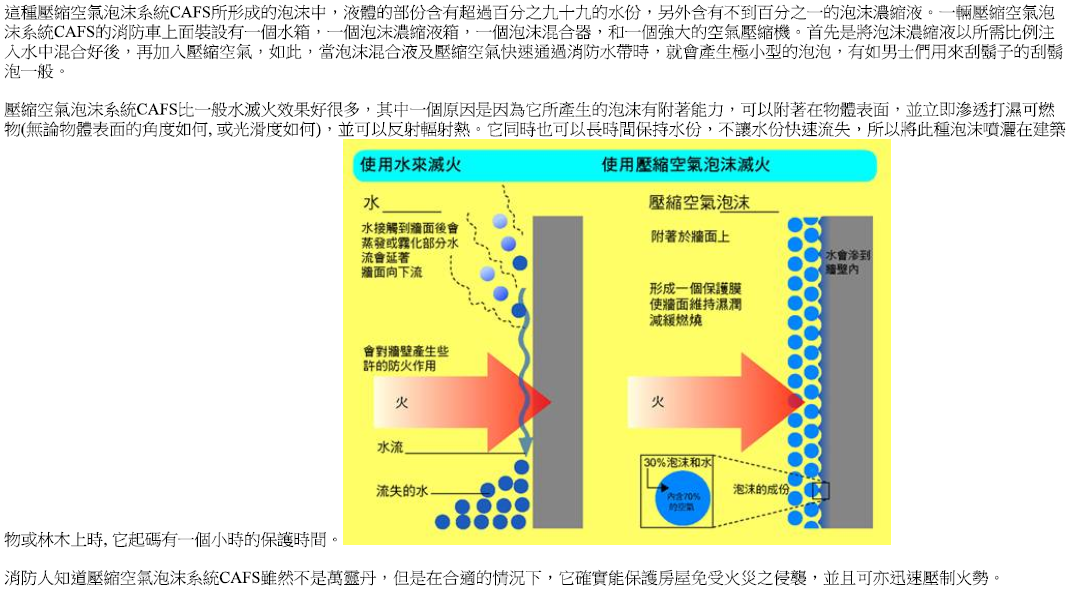 這種壓縮空氣泡沫系統CAFS所形成的泡沫中，液體的部份含有超過百分之九十九的水份，另外含有不到百分之一的泡沫濃縮液。一輛壓縮空氣泡
沫系統CAFS的消防車上面裝設有一個水箱，一個泡沫濃縮液箱，一個泡沫混合器，和一個強大的空氣壓縮機。首先是將泡沫濃縮液以所需比例注
入水中混合好後，再加入壓縮空氣，如此，當泡沫混合液及壓縮空氣快速通過消防水帶時，就會產生極小型的泡泡，有如男士們用來刮鬍子的刮鬍
泡一般。
壓縮空氣泡沫系統CAFS比一般水滅火效果好很多，其中一個原因是因為它所產生的泡沫有附著能力，可以附著在物體表面，並立即滲透打濕可燃
物(無論物體表面的角度如何, 或光滑度如何)，並可以反射輻射熱。它同時也可以長時間保持水份，不讓水份快速流失，所以將此種泡沫噴灑在建築
使用水來滅火
使用壓縮空氣泡沫滅火
水
水接觸到牆面後會
蒸發或霧化部分水
流會延著
牆面向下流
會對牆壁產生些
許的防火作用
火
水流
流失的水
壓縮空氣泡沫
附著於牆面上
水會滲到
牆壁內
形成一個保護膜
使牆面維持濕潤
減緩燃燒
火
30%泡沫和水
內含70%
的空氣
泡沫的成份
物或林木上時, 它起碼有一個小時的保護時間。
消防人知道壓縮空氣泡沫系統CAFS雖然不是萬靈丹，但是在合適的情況下，它確實能保護房屋免受火災之侵襲，並且可亦迅速壓制火勢。